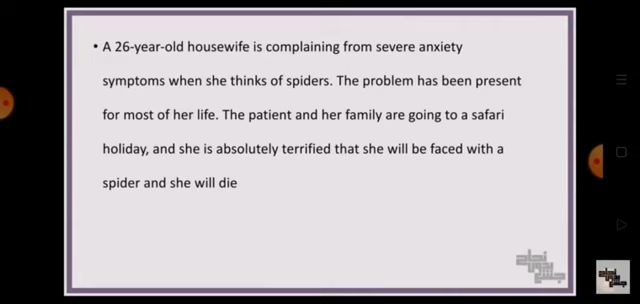 • A 26-year-old housewife is complaining from severe anxiety
symptoms when she thinks of spiders. The problem has been present
for most of her life. The patient and her family are going to a safari
holiday, and she is absolutely terrified that she will be faced with a
spider and she will die